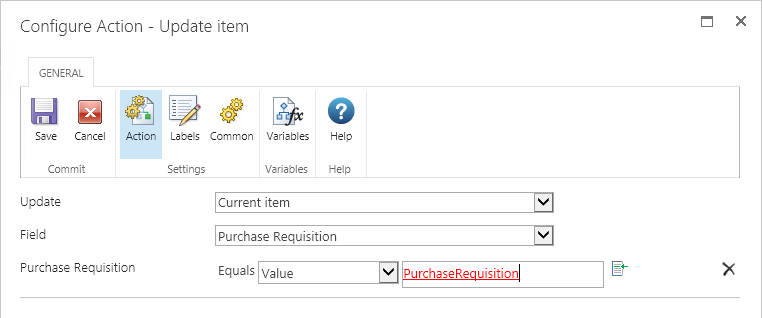 Configure Action - Update item
GENERAL
Save
Cancel
Action
Labels
Common
Variables
Help
Commit
Settings
Variables
Help
Update
Current item
Field
Purchase Requisition
Purchase Requisition
Equals
Value
PurchaseRequisition